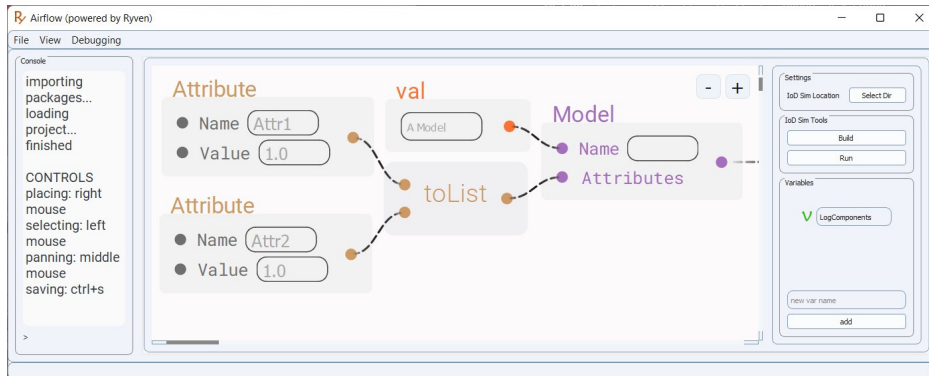 Airflow (powered by Ryven)
File View Debugging
Console
importing
packages...
loading
project...
finished
CONTROLS
placing: right
mouse
selecting: left
mouse
panning: middle
mouse
saving: ctrl+s
>
Attribute
Name Attr1
Value 1.0
Attribute
Name Attr2
Value 1.0
val
A Model
toList
Model
Name
Attributes
- +
Settings
IoD Sim Location Select Dir
IoD Sim Tools
Build
Run
Variables
V LogComponents
new var name
add